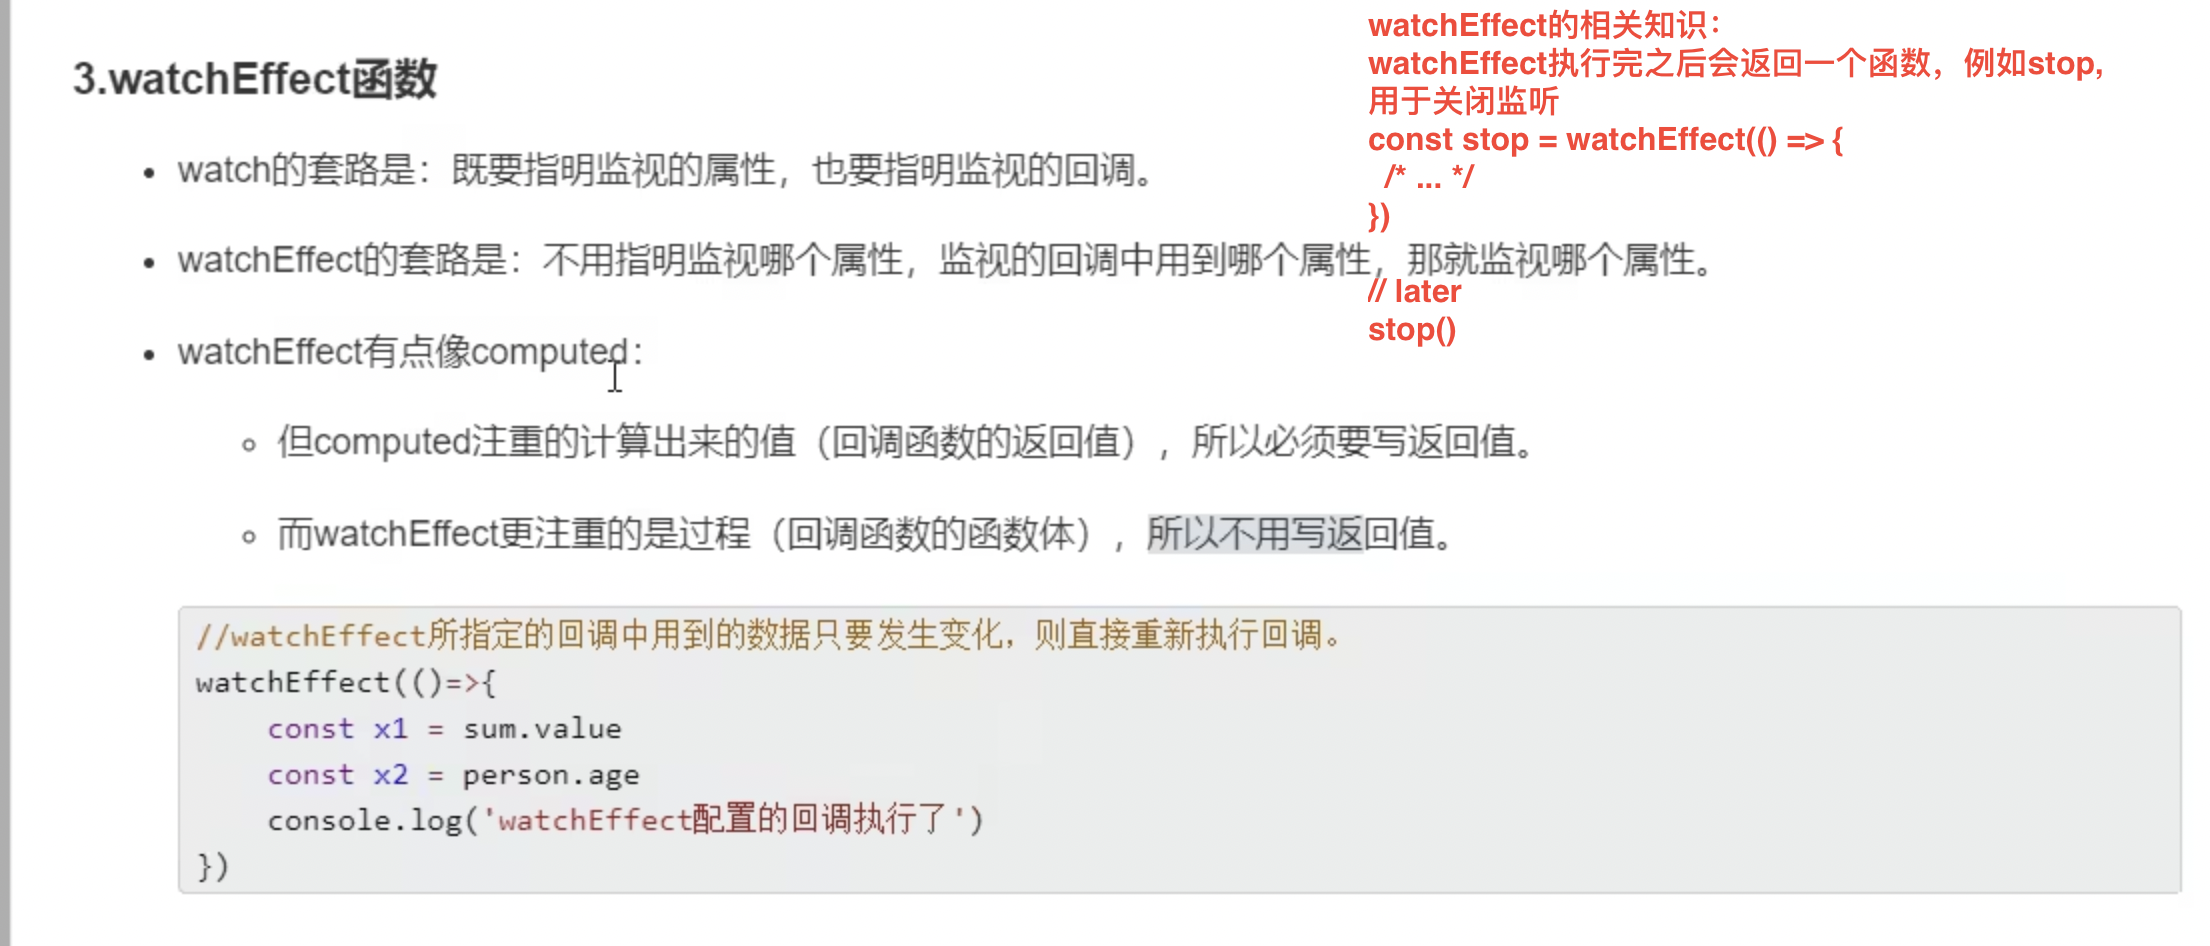 3.watchEffect函数
watch的套路是：既要指明监视的属性，也要指明监视的回调。
watchEffect的套路是：不用指明监视哪个属性，监视的回调中用到哪个属性，那就监视哪个属性。
watchEffect有点像computed：
但computed注重的计算出来的值（回调函数的返回值），所以必须要写返回值。
而watchEffect更注重的是过程（回调函数的函数体），所以不用写返回值。
//watchEffect所指定的回调中用到的数据只要发生变化，则直接重新执行回调。
watchEffect(()=>{
    const x1 = sum.value
    const x2 = person.age
    console.log('watchEffect配置的回调执行了')
})
watchEffect的相关知识：
watchEffect执行完之后会返回一个函数，例如stop,
用于关闭监听
const stop = watchEffect(() => {
  /* ... */
})
// later
stop()